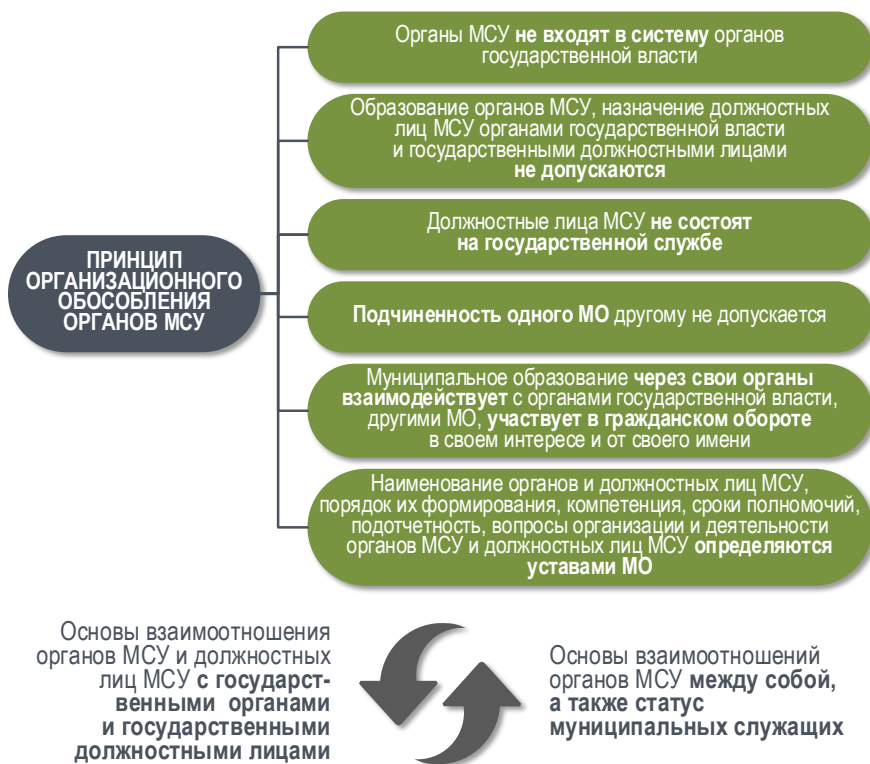 Органы МСУ не входят в систему органов
государственной власти
Образование органов МСУ, назначение должностных
лиц МСУ органами государственной власти
и государственными должностными лицами
не допускаются
Должностные лица МСУ не состоят
на государственной службе
ПРИНЦИП
ОРГАНИЗАЦИОННОГО
ОБОСОБЛЕНИЯ
ОРГАНОВ МСУ
Подчиненность одного МО другому не допускается
Муниципальное образование через свои органы
взаимодействует с органами государственной власти,
другими МО, участвует в гражданском обороте
в своем интересе и от своего имени
Наименование органов и должностных лиц МСУ,
порядок их формирования, компетенция, сроки полномочий,
подотчетность, вопросы организации и деятельности
органов МСУ и должностных лиц МСУ определяются
уставами МО
Основы взаимоотношения
органов МСУ и должностных
лиц МСУ с государст-
венными органами
и государственными
должностными лицами
Основы взаимоотношений
органов МСУ между собой,
а также статус
муниципальных служащих